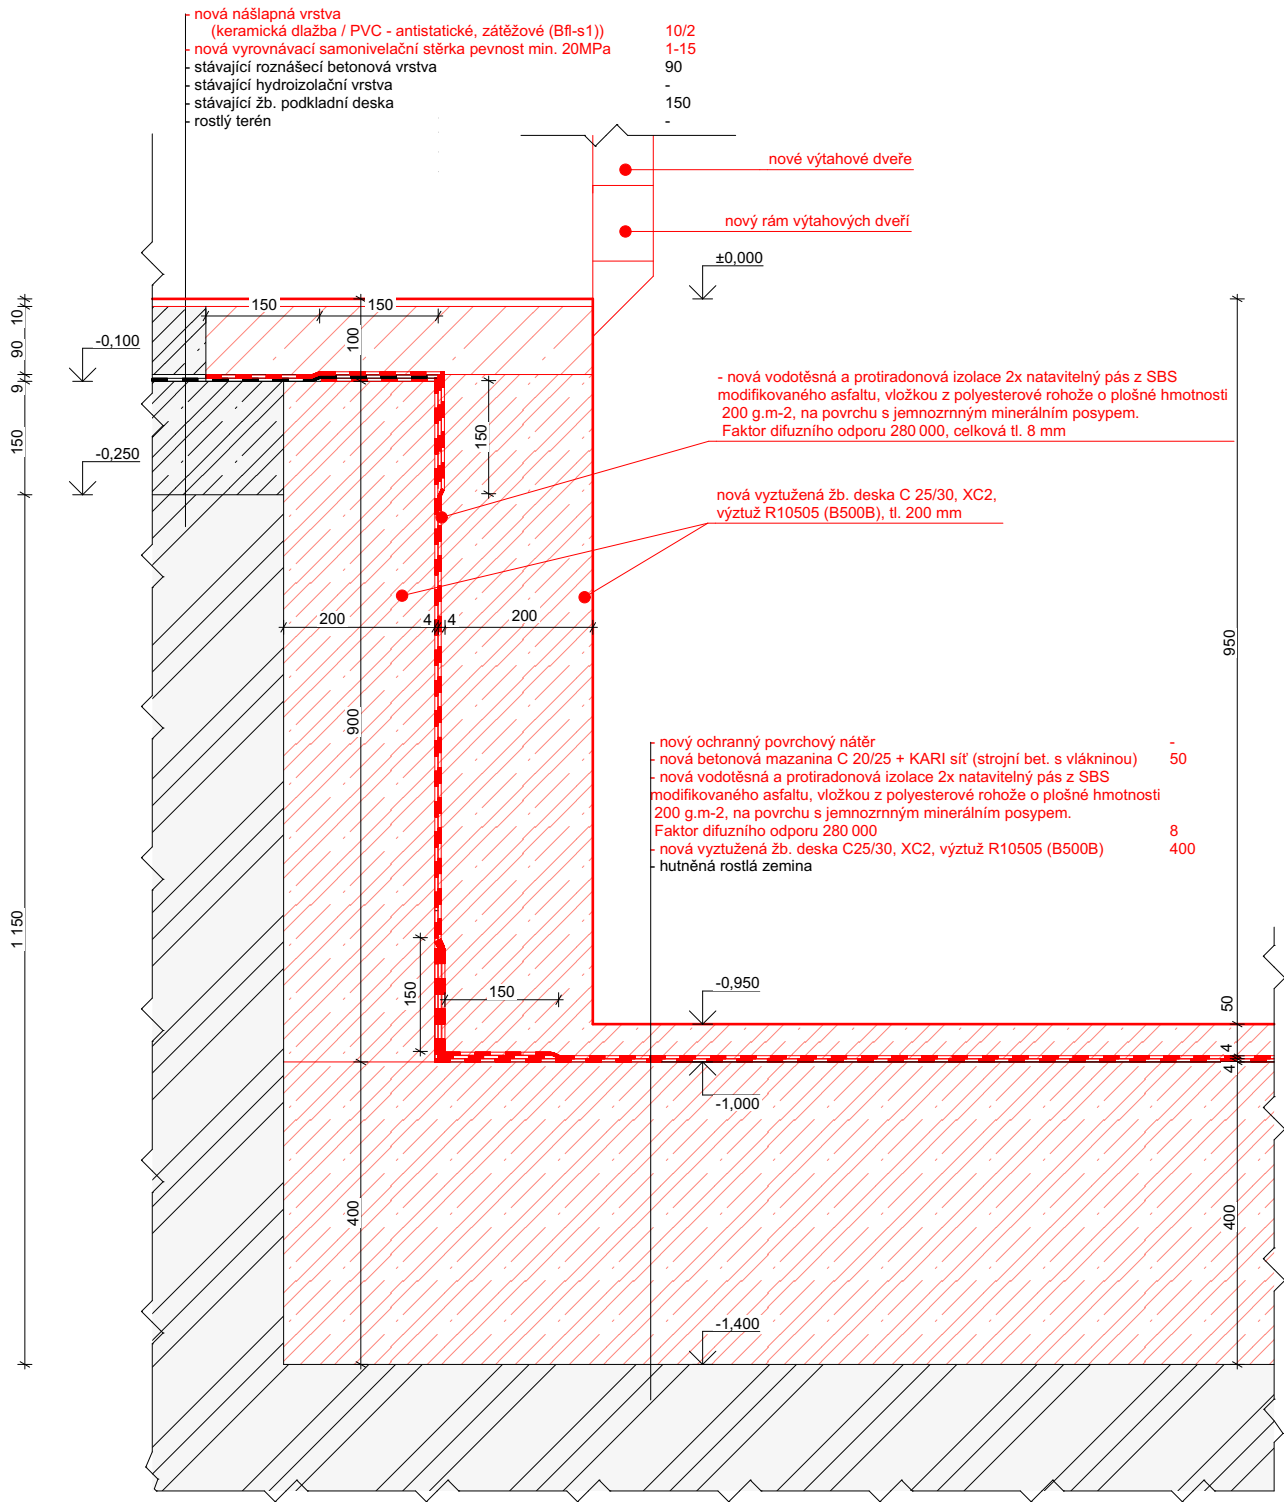 - nová nášlapná vrstva
(keramická dlažba / PVC - antistatické, zátěžové (Bfl-s1)) 10/2
- nová vyrovnávací samonivelační stěrka pevnost min. 20MPa 1-15
- stávající roznášecí betonová vrstva 90
- stávající hydroizolační vrstva -
- stávající žb. podkladní deska 150
- rostlý terén -
nové výtahové dveře
nový rám výtahových dveří
±0,000
150 150
100
10
90
9
150
1 150
-0,100
-0,250
150
- nová vodotěsná a protiradonová izolace 2x natavitelný pás z SBS
modifikovaného asfaltu, vložkou z polyesterové rohože o plošné hmotnosti
200 g.m-2, na povrchu s jemnozrnným minerálním posypem.
Faktor difuzního odporu 280 000, celková tl. 8 mm
nová vyztužená žb. deska C 25/30, XC2,
výztuž R10505 (B500B), tl. 200 mm
200 4 4 200
950
900
- nový ochranný povrchový nátěr -
- nová betonová mazanina C 20/25 + KARI síť (strojní bet. s vlákninou) 50
- nová vodotěsná a protiradonová izolace 2x natavitelný pás z SBS
modifikovaného asfaltu, vložkou z polyesterové rohože o plošné hmotnosti
200 g.m-2, na povrchu s jemnozrnným minerálním posypem.
Faktor difuzního odporu 280 000 8
- nová vyztužená žb. deska C25/30, XC2, výztuž R10505 (B500B) 400
- hutněná rostlá zemina
150
150
-0,950
50
4
4
-1,000
400
400
-1,400